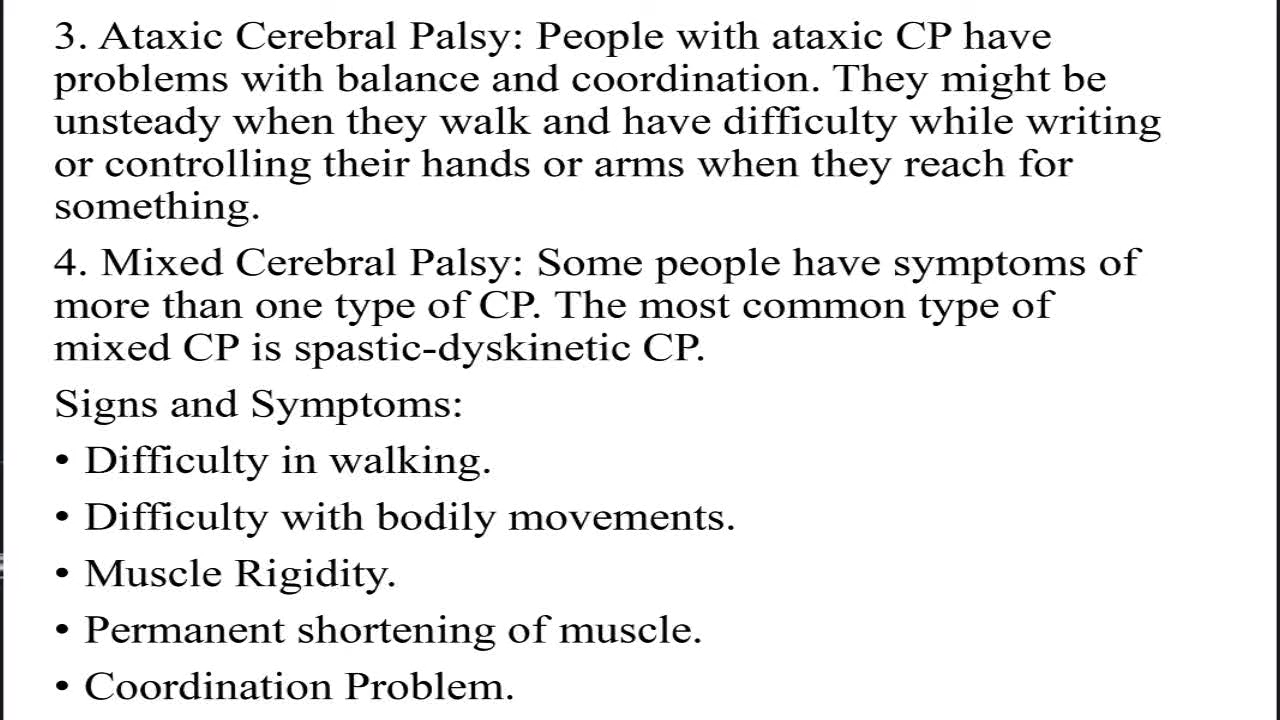 3. Ataxic Cerebral Palsy: People with ataxic CP have
problems with balance and coordination. They might be
unsteady when they walk and have difficulty while writing
or controlling their hands or arms when they reach for
something.
4. Mixed Cerebral Palsy: Some people have symptoms of
more than one type of CP. The most common type of
mixed CP is spastic-dyskinetic CP.
Signs and Symptoms:
• Difficulty in walking.
• Difficulty with bodily movements.
• Muscle Rigidity.
• Permanent shortening of muscle.
• Coordination Problem.